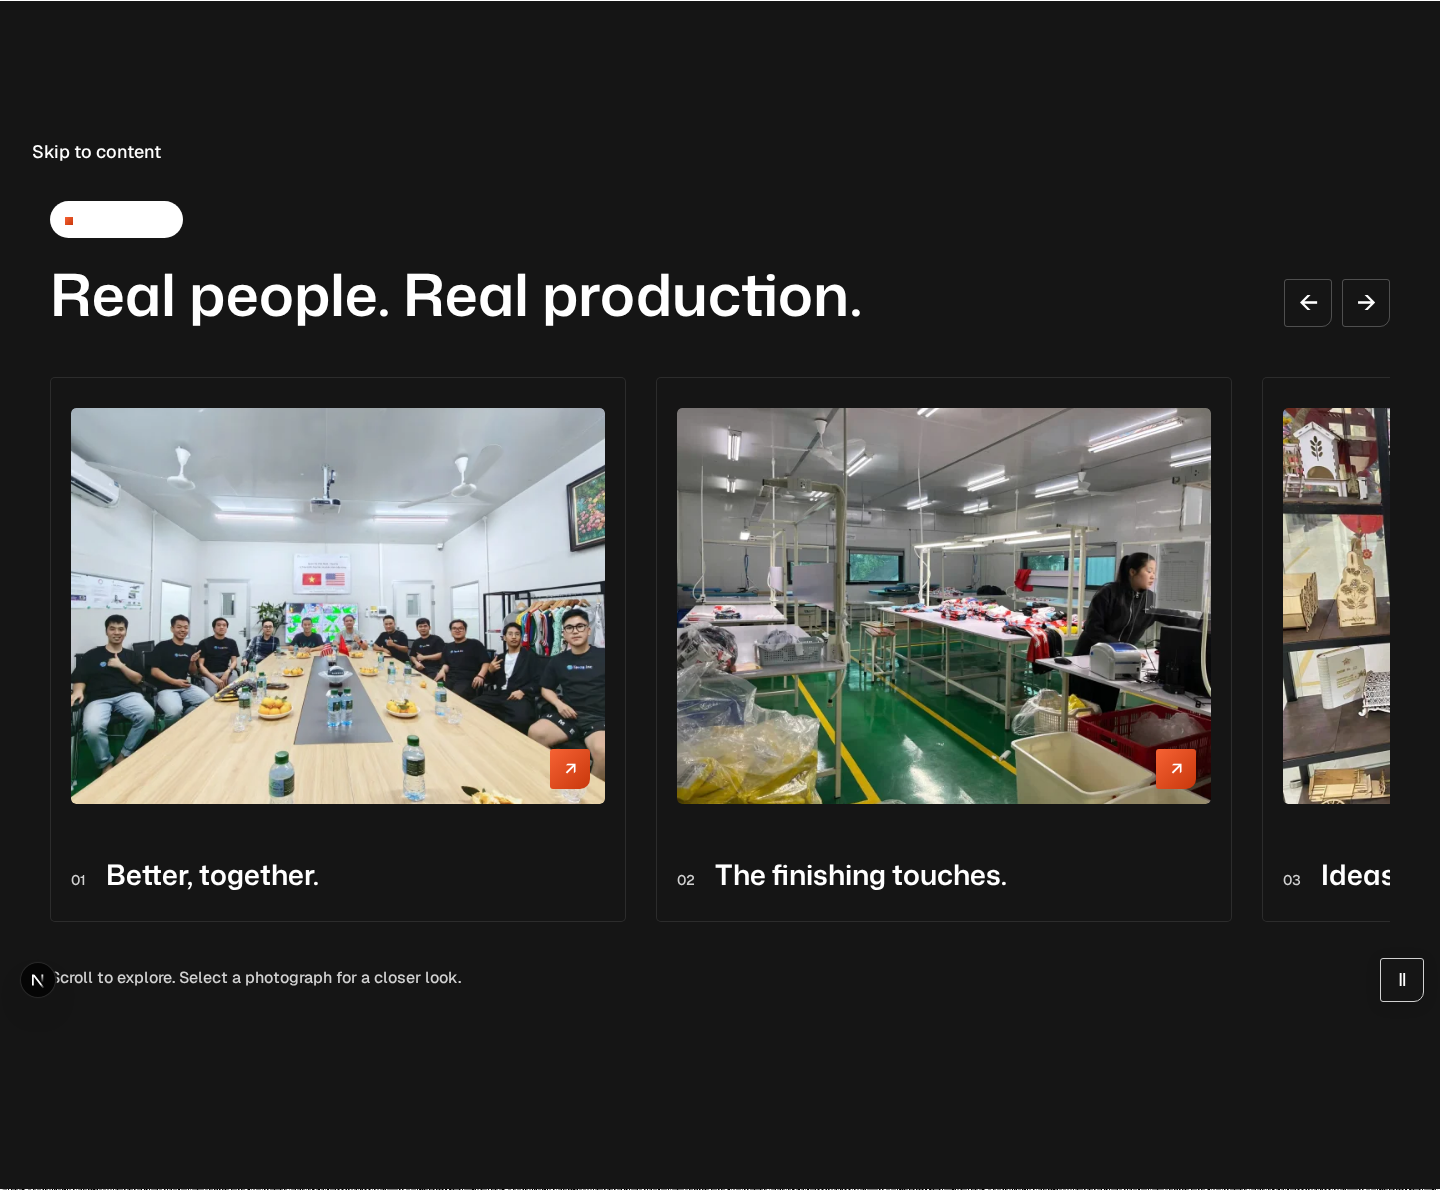 Skip to content
Real people. Real production.
01 Better, together.
02 The finishing touches.
03 Ideas
Scroll to explore. Select a photograph for a closer look.